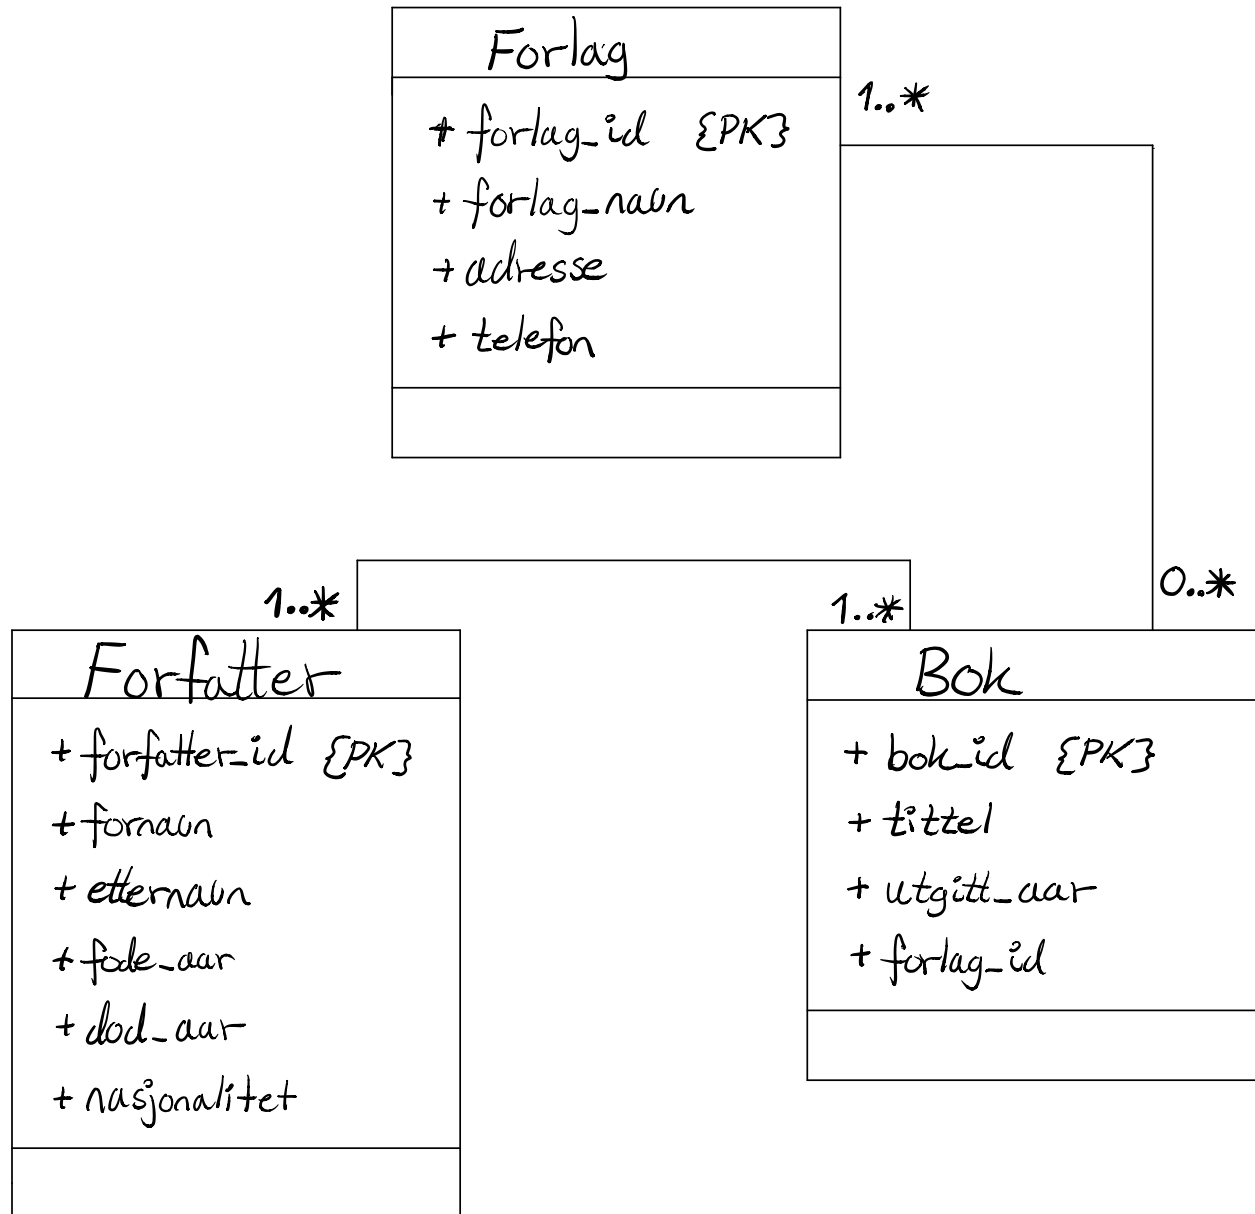 Forlag
1..*
+ forlag_id {PK}
+ forlag_navn
+ adresse
+ telefon
1..*
1..*
0..*
Forfatter
+ forfatter_id {PK}
+ fornavn
+ etternavn
+ fode_aar
+ dod_aar
+ nasjonalitet
Bok
+ bok_id {PK}
+ tittel
+ utgitt_aar
+ forlag_id